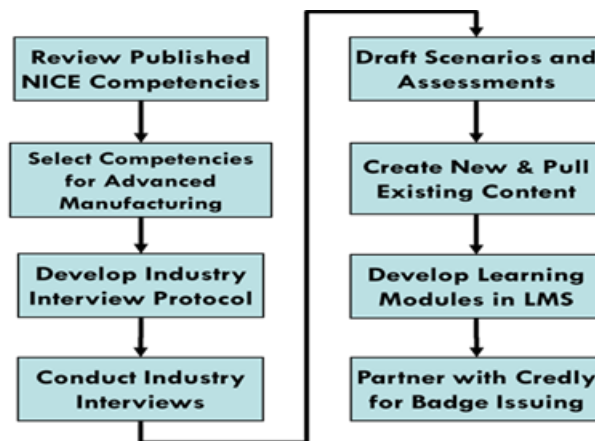 Review Published
NICE Competencies
Select Competencies
for Advanced
Manufacturing
Develop Industry
Interview Protocol
Conduct Industry
Interviews
Draft Scenarios and
Assessments
Create New & Pull
Existing Content
Develop Learning
Modules in LMS
Partner with Credly
for Badge Issuing